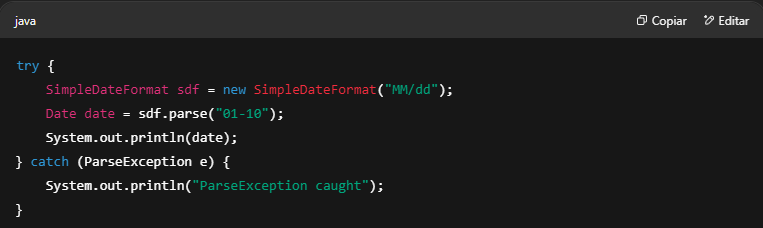 java Copiar Editar
try {
    SimpleDateFormat sdf = new SimpleDateFormat("MM/dd");
    Date date = sdf.parse("01-10");
    System.out.println(date);
} catch (ParseException e) {
    System.out.println("ParseException caught");
}